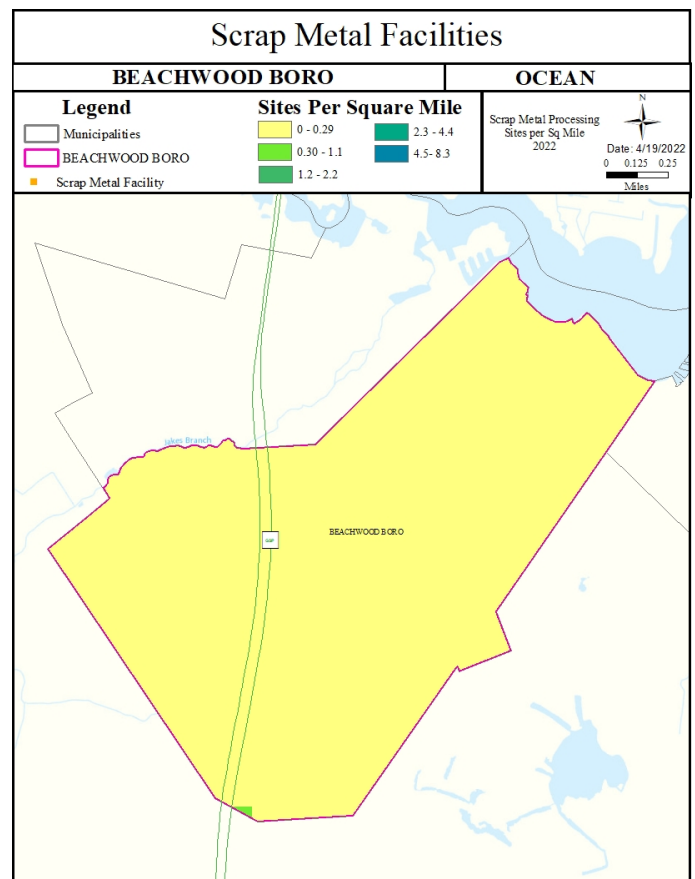 Scrap Metal Facilities
BEACHWOOD BORO
OCEAN
Legend
Municipalities
BEACHWOOD BORO
Scrap Metal Facility
Sites Per Square Mile
0 - 0.29
0.30 - 1.1
1.2 - 2.2
2.3 - 4.4
4.5- 8.3
Scrap Metal Processing
Sites per Sq Mile
2022
N
Date: 4/19/2022
0 0.125 0.25
Miles
Jakes Branch
BEACHWOOD BORO
GSP